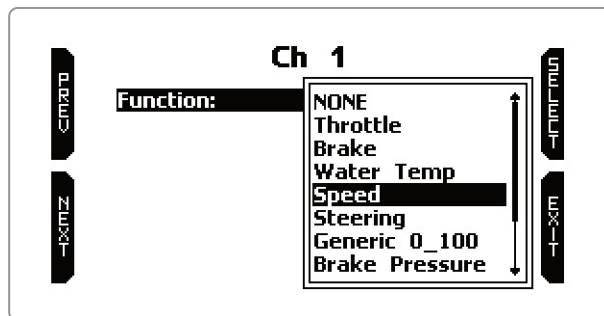 Ch 1
PREV
NEXT
Function:
NONE
Throttle
Brake
Water Temp
Speed
Steering
Generic 0_100
Brake Pressure
SELECT
EXIT